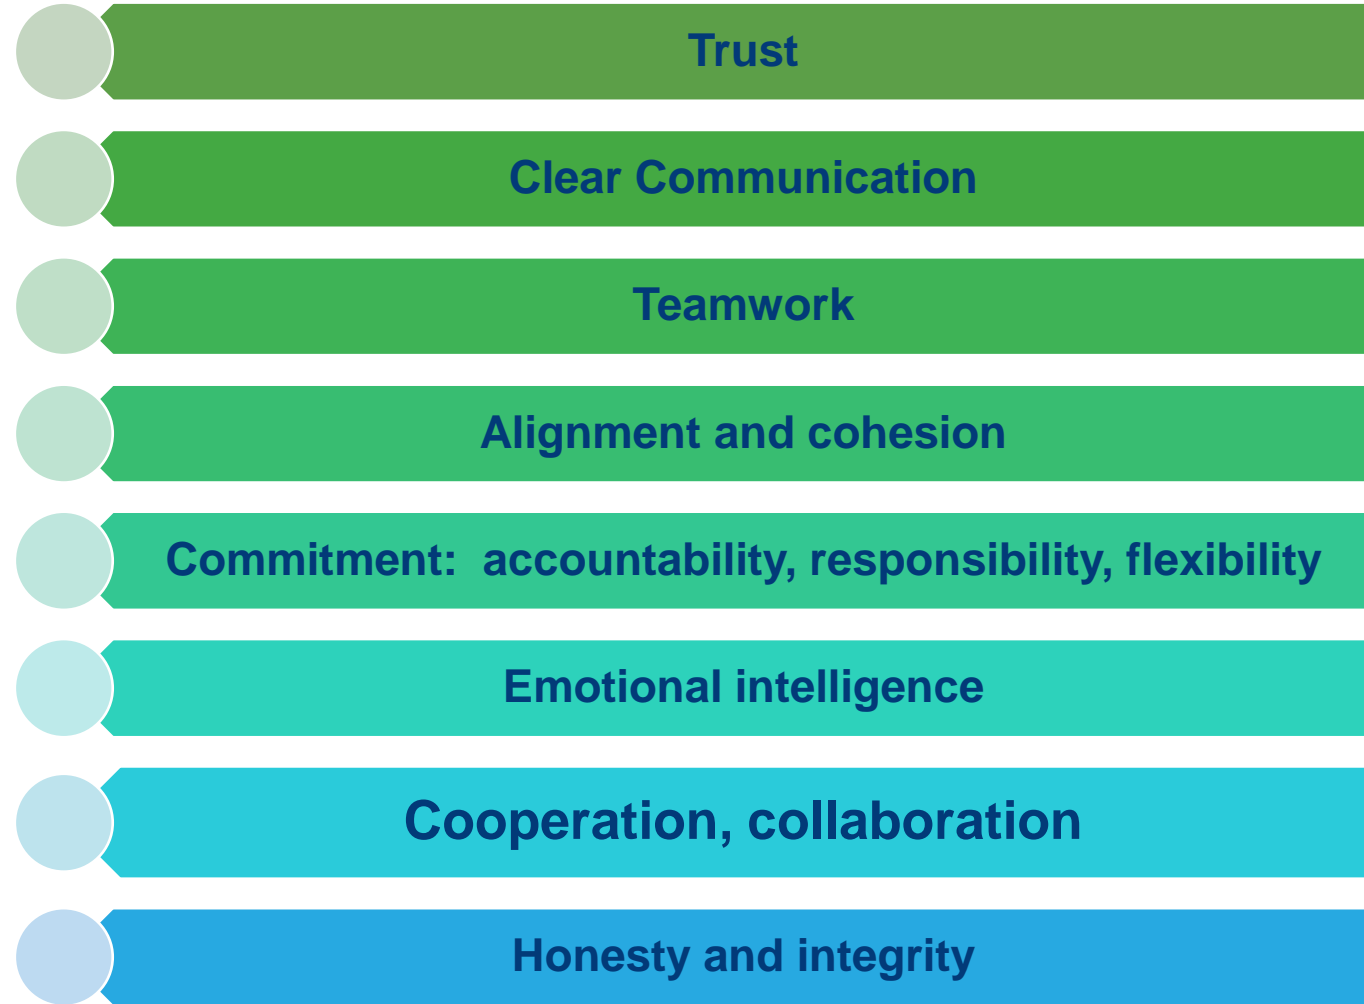 Trust
Clear Communication
Teamwork
Alignment and cohesion
Commitment:  accountability, responsibility, flexibility
Emotional intelligence
Cooperation, collaboration
Honesty and integrity